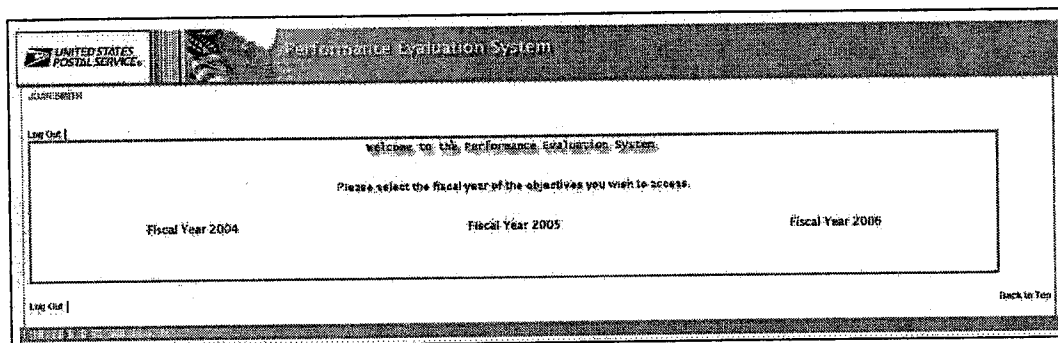 UNITED STATES
POSTAL SERVICE®
Performance Evaluation System
JOHN SMITH
Log Out |
Welcome to the Performance Evaluation System.
Please select the fiscal year of the objectives you wish to access.
Fiscal Year 2004 Fiscal Year 2005 Fiscal Year 2006
Log Out | Back to Top